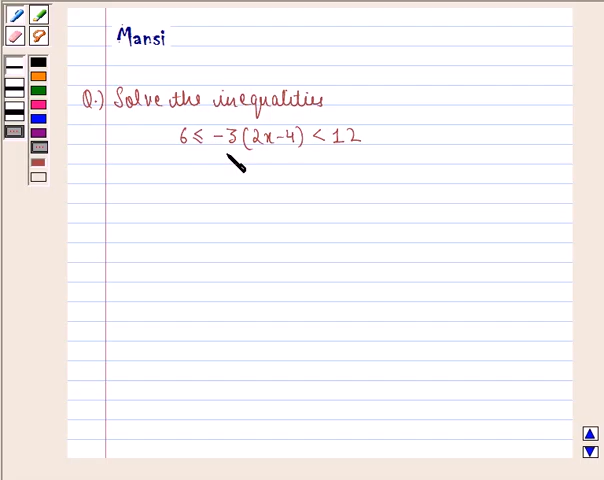 Mansi
Q.) Solve the inequalities
6 ≤ -3(2x-4) < 12